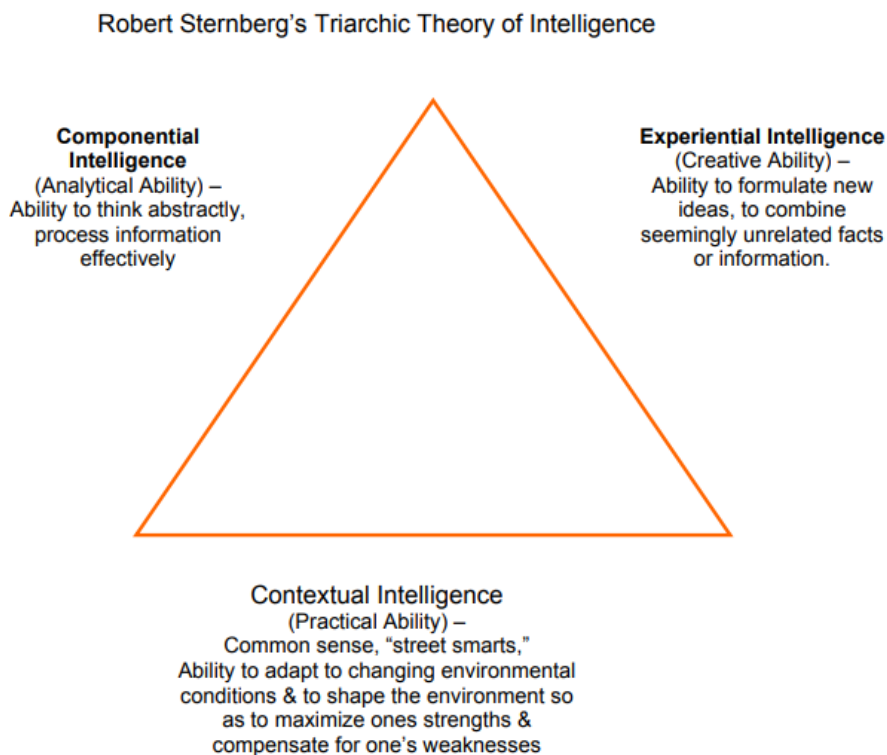 Robert Sternberg’s Triarchic Theory of Intelligence
Componential
Intelligence
(Analytical Ability) –
Ability to think abstractly,
process information
effectively
Experiential Intelligence
(Creative Ability) –
Ability to formulate new
ideas, to combine
seemingly unrelated facts
or information.
Contextual Intelligence
(Practical Ability) –
Common sense, “street smarts,”
Ability to adapt to changing environmental
conditions & to shape the environment so
as to maximize ones strengths &
compensate for one’s weaknesses